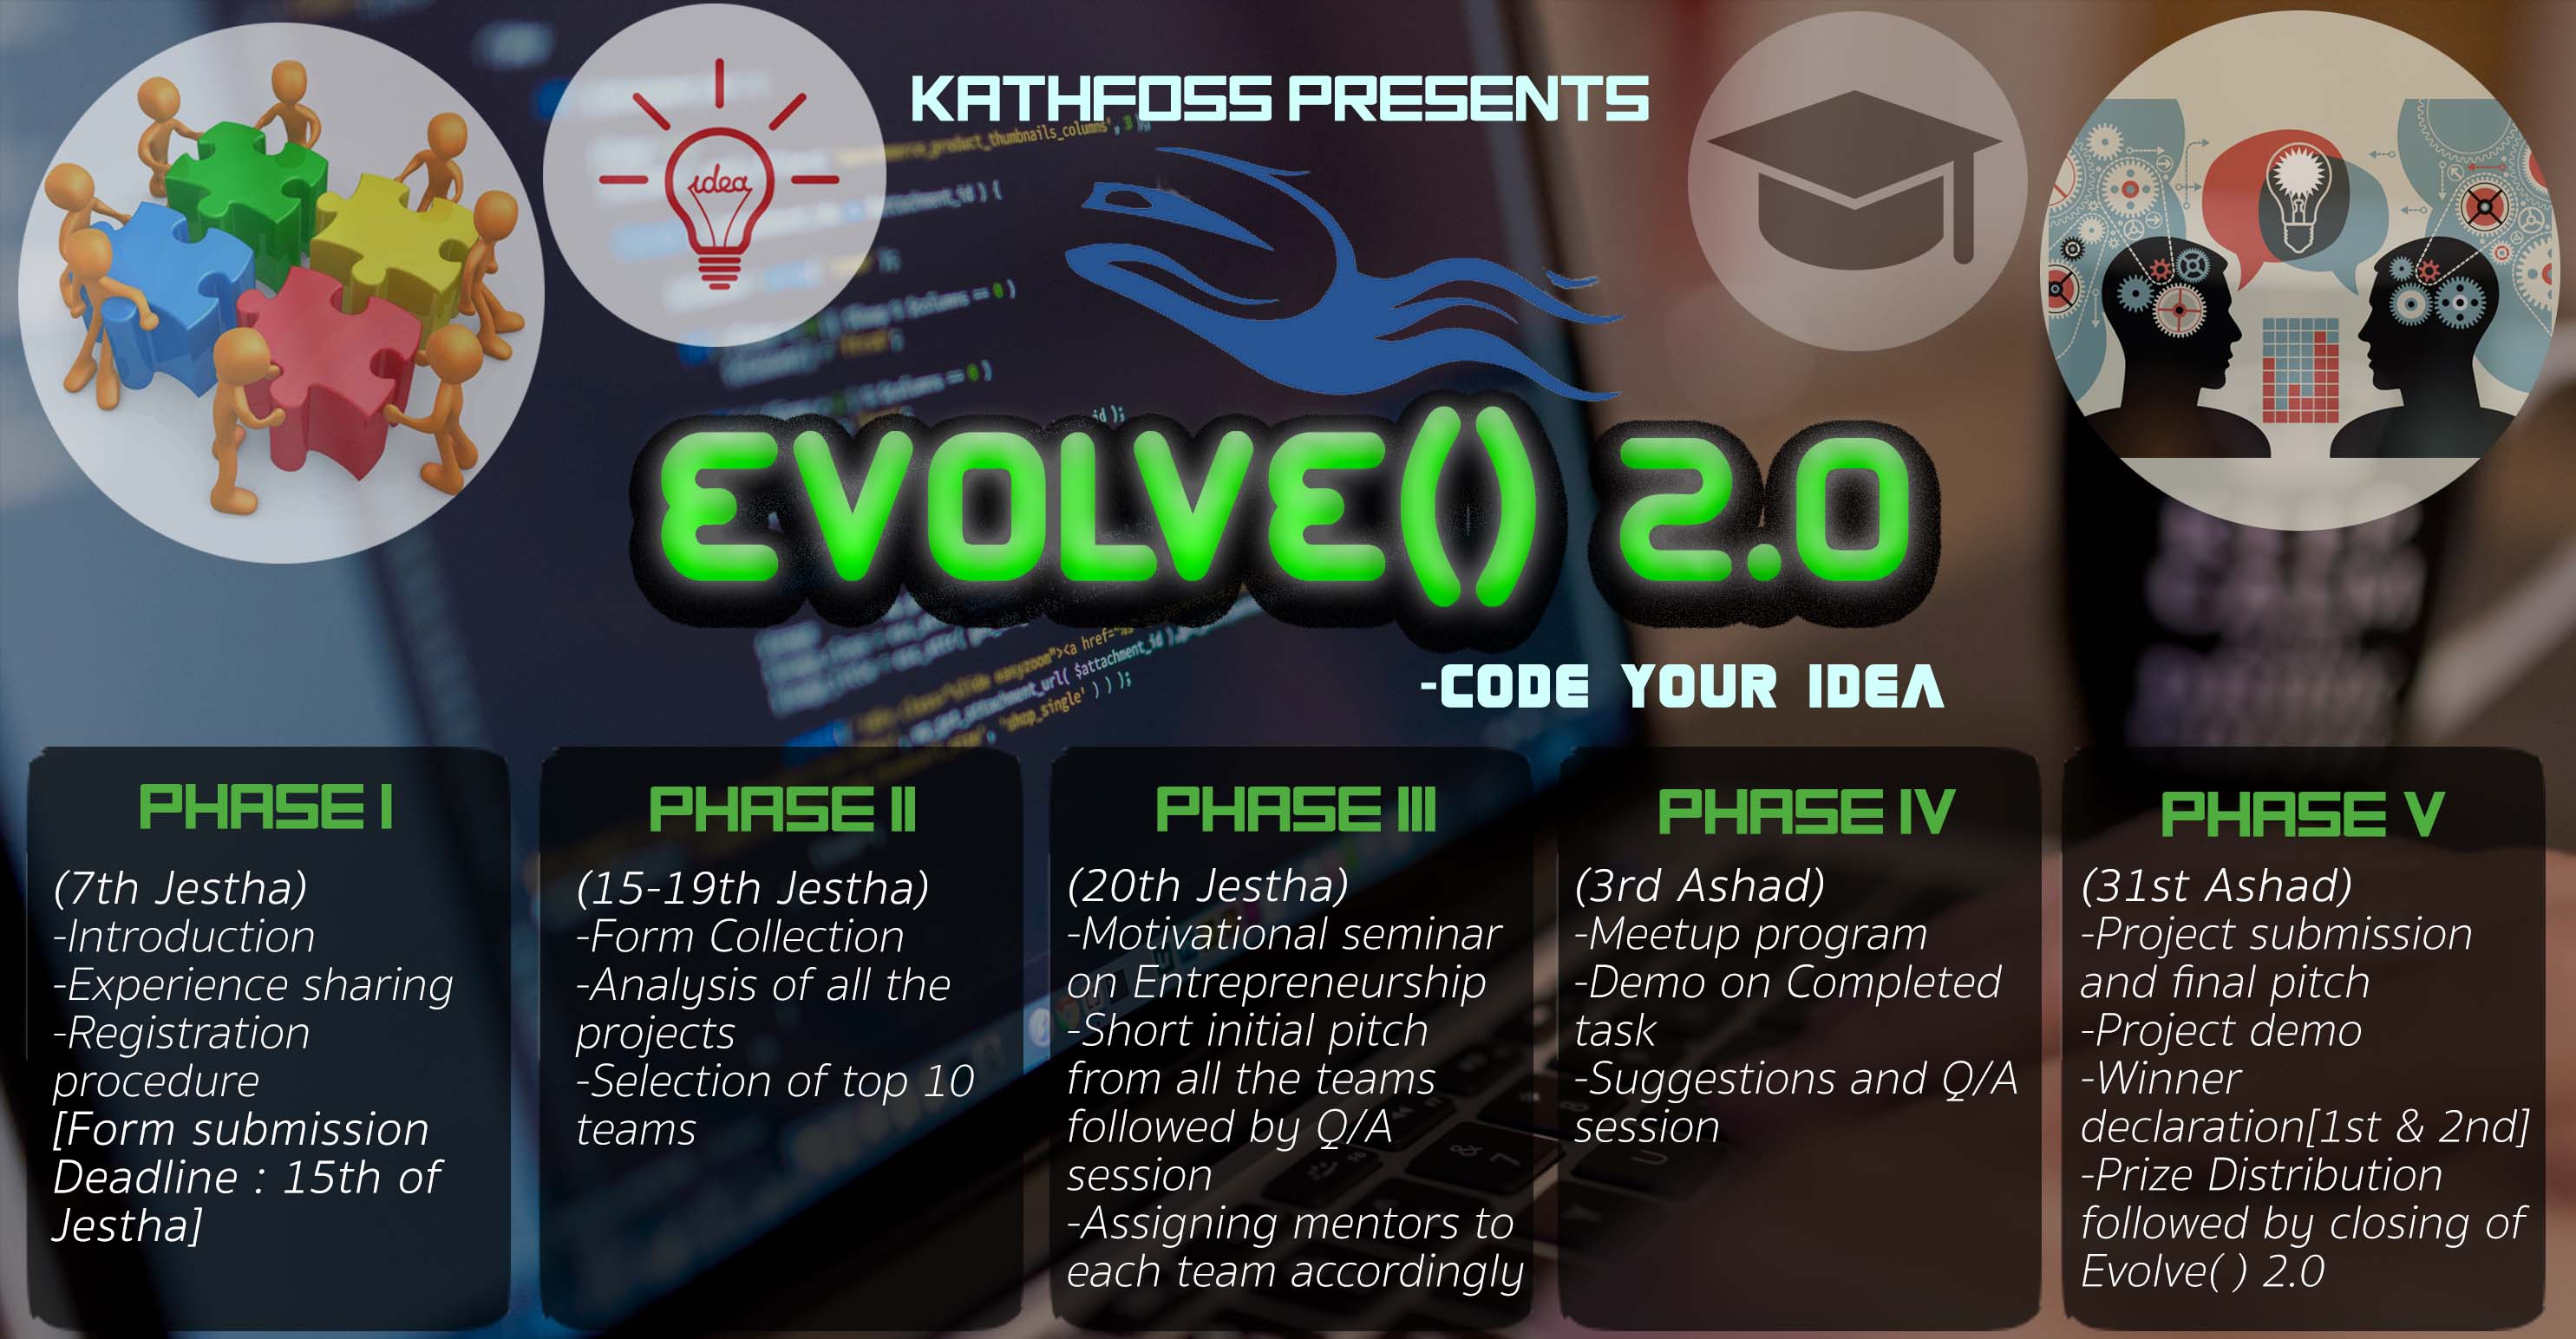 KATHFOSS PRESENTS
idea
EVOLVE() 2.0
-CODE YOUR IDEA
PHASE I
(7th Jestha)
-Introduction
-Experience sharing
-Registration
procedure
[Form submission
Deadline : 15th of
Jestha]
PHASE II
(15-19th Jestha)
-Form Collection
-Analysis of all the
projects
-Selection of top 10
teams
PHASE III
(20th Jestha)
-Motivational seminar
on Entrepreneurship
-Short initial pitch
from all the teams
followed by Q/A
session
-Assigning mentors to
each team accordingly
PHASE IV
(3rd Ashad)
-Meetup program
-Demo on Completed
task
-Suggestions and Q/A
session
PHASE V
(31st Ashad)
-Project submission
and final pitch
-Project demo
-Winner
declaration[1st & 2nd]
-Prize Distribution
followed by closing of
Evolve( ) 2.0